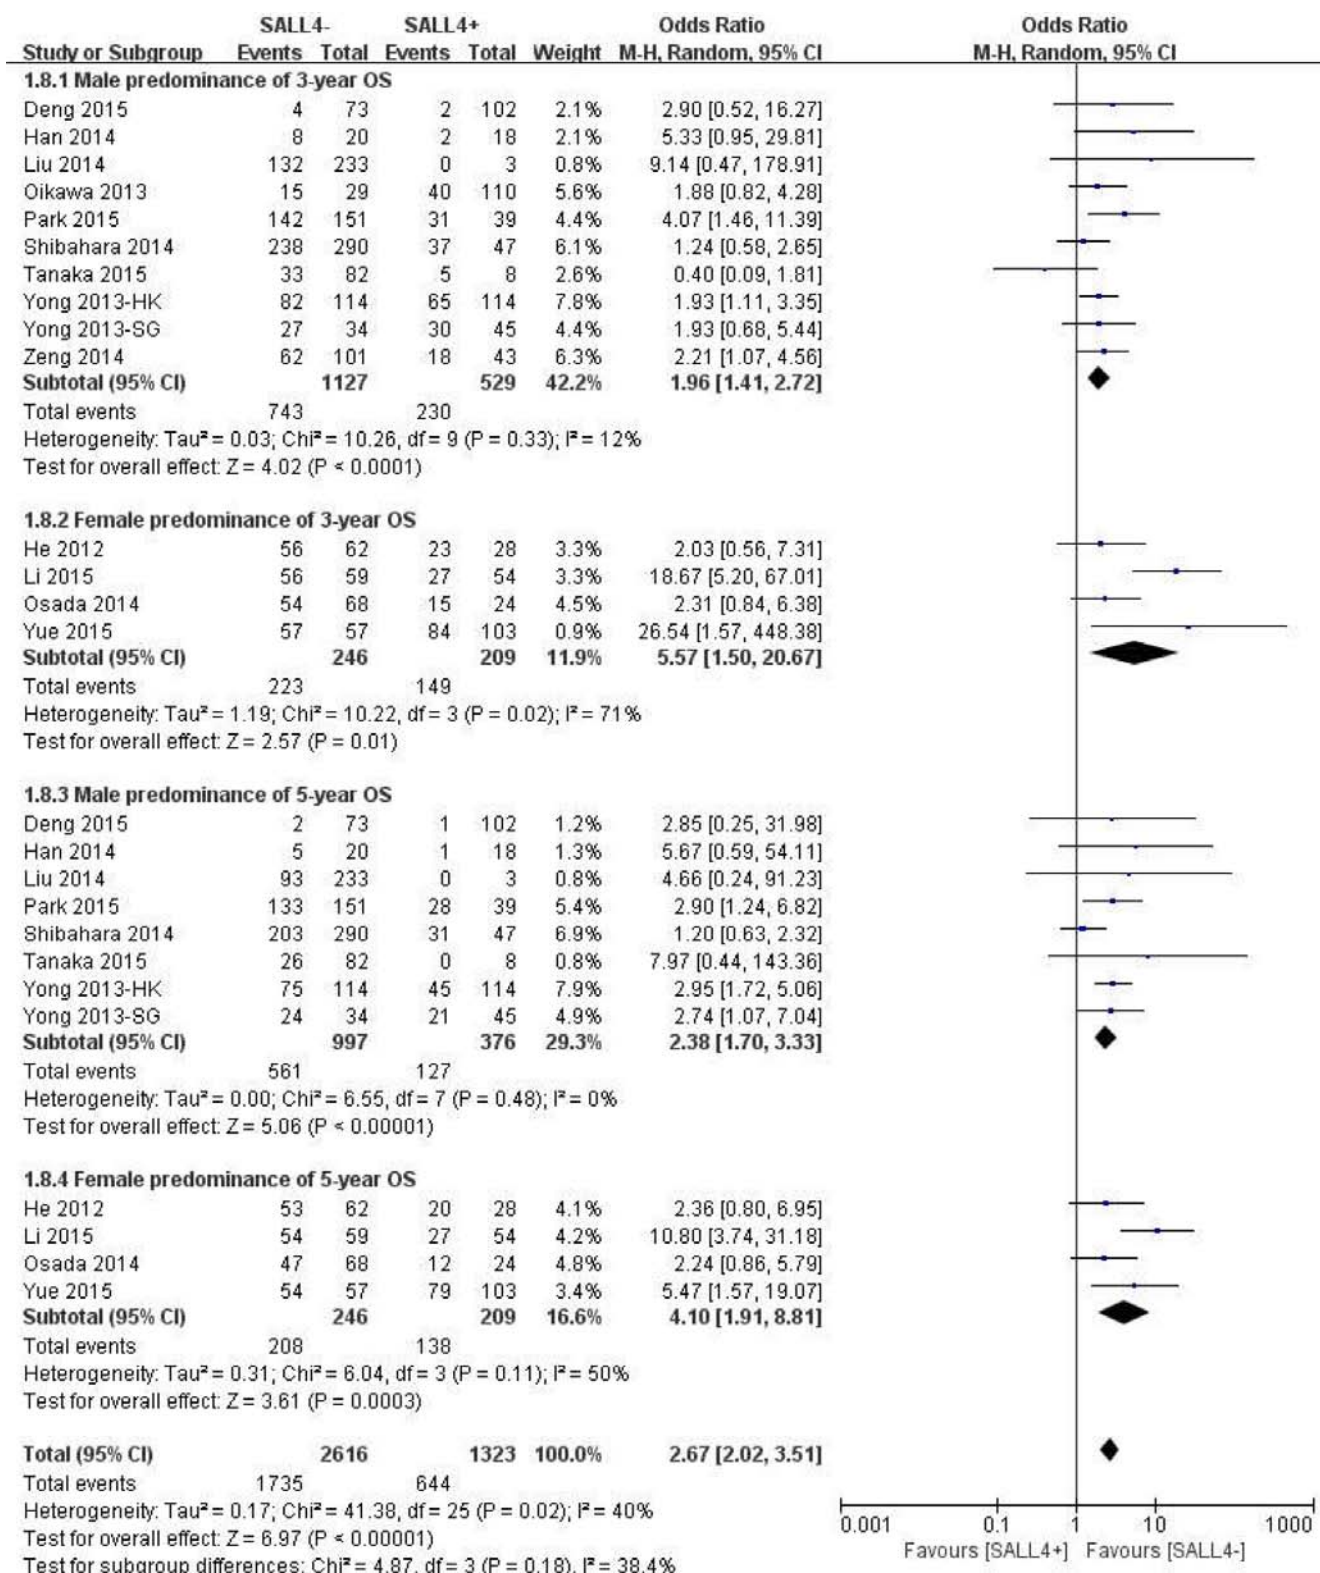 SALL4- SALL4+ Odds Ratio Odds Ratio
Study or Subgroup Events Total Events Total Weight M-H, Random, 95% CI M-H, Random, 95% CI
1.8.1 Male predominance of 3-year OS
Deng 2015 4 73 2 102 2.1% 2.90 [0.52, 16.27]
Han 2014 8 20 2 18 2.1% 5.33 [0.95, 29.81]
Liu 2014 132 233 0 3 0.8% 9.14 [0.47, 178.91]
Oikawa 2013 15 29 40 110 5.6% 1.88 [0.82, 4.28]
Park 2015 142 151 31 39 4.4% 4.07 [1.46, 11.39]
Shibahara 2014 238 290 37 47 6.1% 1.24 [0.58, 2.65]
Tanaka 2015 33 82 5 8 2.6% 0.40 [0.09, 1.81]
Yong 2013-HK 82 114 65 114 7.8% 1.93 [1.11, 3.35]
Yong 2013-SG 27 34 30 45 4.4% 1.93 [0.68, 5.44]
Zeng 2014 62 101 18 43 6.3% 2.21 [1.07, 4.56]
Subtotal (95% CI) 1127 529 42.2% 1.96 [1.41, 2.72]
Total events 743 230
Heterogeneity: Tau² = 0.03; Chi² = 10.26, df = 9 (P = 0.33); I² = 12%
Test for overall effect: Z = 4.02 (P < 0.0001)
1.8.2 Female predominance of 3-year OS
He 2012 56 62 23 28 3.3% 2.03 [0.56, 7.31]
Li 2015 56 59 27 54 3.3% 18.67 [5.20, 67.01]
Osada 2014 54 68 15 24 4.5% 2.31 [0.84, 6.38]
Yue 2015 57 57 84 103 0.9% 26.54 [1.57, 448.38]
Subtotal (95% CI) 246 209 11.9% 5.57 [1.50, 20.67]
Total events 223 149
Heterogeneity: Tau² = 1.19; Chi² = 10.22, df = 3 (P = 0.02); I² = 71%
Test for overall effect: Z = 2.57 (P = 0.01)
1.8.3 Male predominance of 5-year OS
Deng 2015 2 73 1 102 1.2% 2.85 [0.25, 31.98]
Han 2014 5 20 1 18 1.3% 5.67 [0.59, 54.11]
Liu 2014 93 233 0 3 0.8% 4.66 [0.24, 91.23]
Park 2015 133 151 28 39 5.4% 2.90 [1.24, 6.82]
Shibahara 2014 203 290 31 47 6.9% 1.20 [0.63, 2.32]
Tanaka 2015 26 82 0 8 0.8% 7.97 [0.44, 143.36]
Yong 2013-HK 75 114 45 114 7.9% 2.95 [1.72, 5.06]
Yong 2013-SG 24 34 21 45 4.9% 2.74 [1.07, 7.04]
Subtotal (95% CI) 997 376 29.3% 2.38 [1.70, 3.33]
Total events 561 127
Heterogeneity: Tau² = 0.00; Chi² = 6.55, df = 7 (P = 0.48); I² = 0%
Test for overall effect: Z = 5.06 (P < 0.00001)
1.8.4 Female predominance of 5-year OS
He 2012 53 62 20 28 4.1% 2.36 [0.80, 6.95]
Li 2015 54 59 27 54 4.2% 10.80 [3.74, 31.18]
Osada 2014 47 68 12 24 4.8% 2.24 [0.86, 5.79]
Yue 2015 54 57 79 103 3.4% 5.47 [1.57, 19.07]
Subtotal (95% CI) 246 209 16.6% 4.10 [1.91, 8.81]
Total events 208 138
Heterogeneity: Tau² = 0.31; Chi² = 6.04, df = 3 (P = 0.11); I² = 50%
Test for overall effect: Z = 3.61 (P = 0.0003)
Total (95% CI) 2616 1323 100.0% 2.67 [2.02, 3.51]
Total events 1735 644
Heterogeneity: Tau² = 0.17; Chi² = 41.38, df = 25 (P = 0.02); I² = 40%
Test for overall effect: Z = 6.97 (P < 0.00001)
Test for subgroup differences: Chi² = 4.87, df = 3 (P = 0.18), I² = 38.4%
0.001 0.1 1 10 1000
Favours [SALL4+] Favours [SALL4-]